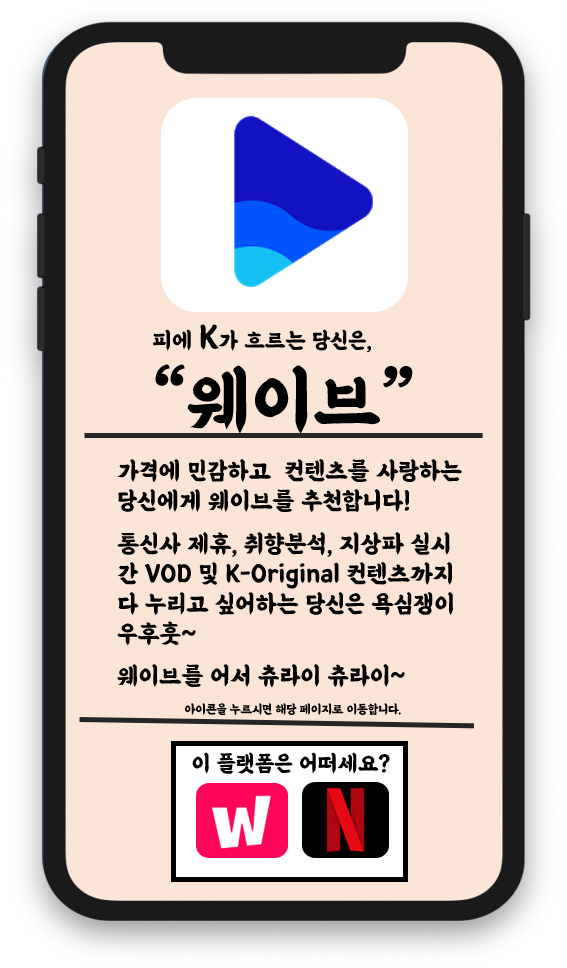 피에 K가 흐르는 당신은,
“웨이브”
가격에 민감하고 컨텐츠를 사랑하는
당신에게 웨이브를 추천합니다!
통신사 제휴, 취향분석, 지상파 실시
간 VOD 및 K-Original 컨텐츠까지
다 누리고 싶어하는 당신은 욕심쟁이
우후훗~
웨이브를 어서 츄라이 츄라이~
아이콘을 누르시면 해당 페이지로 이동합니다.
이 플랫폼은 어떠세요?
W N